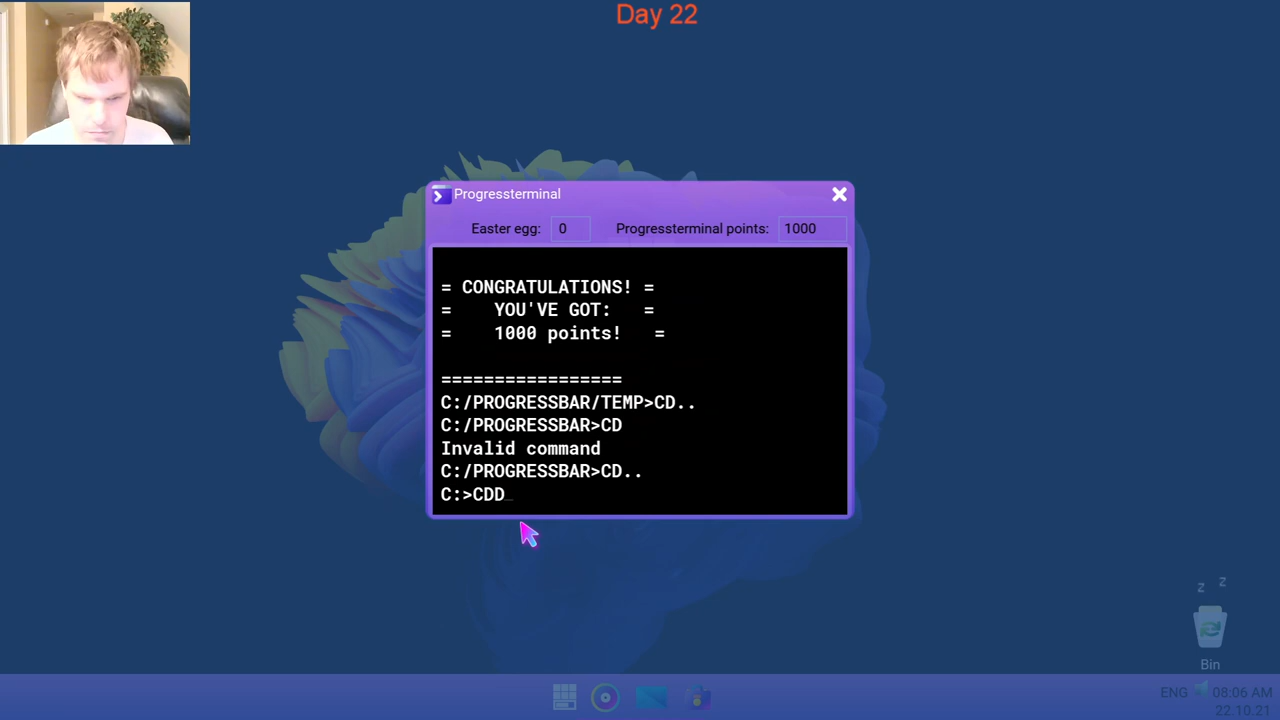 Day 22
Progressterminal
Easter egg: 0 Progressterminal points: 1000
= CONGRATULATIONS! =
= YOU'VE GOT: =
= 1000 points! =
=================
C:/PROGRESSBAR/TEMP>CD..
C:/PROGRESSBAR>CD
Invalid command
C:/PROGRESSBAR>CD..
C:>CDD_
z z
Bin
ENG 08:06 AM
22.10.21